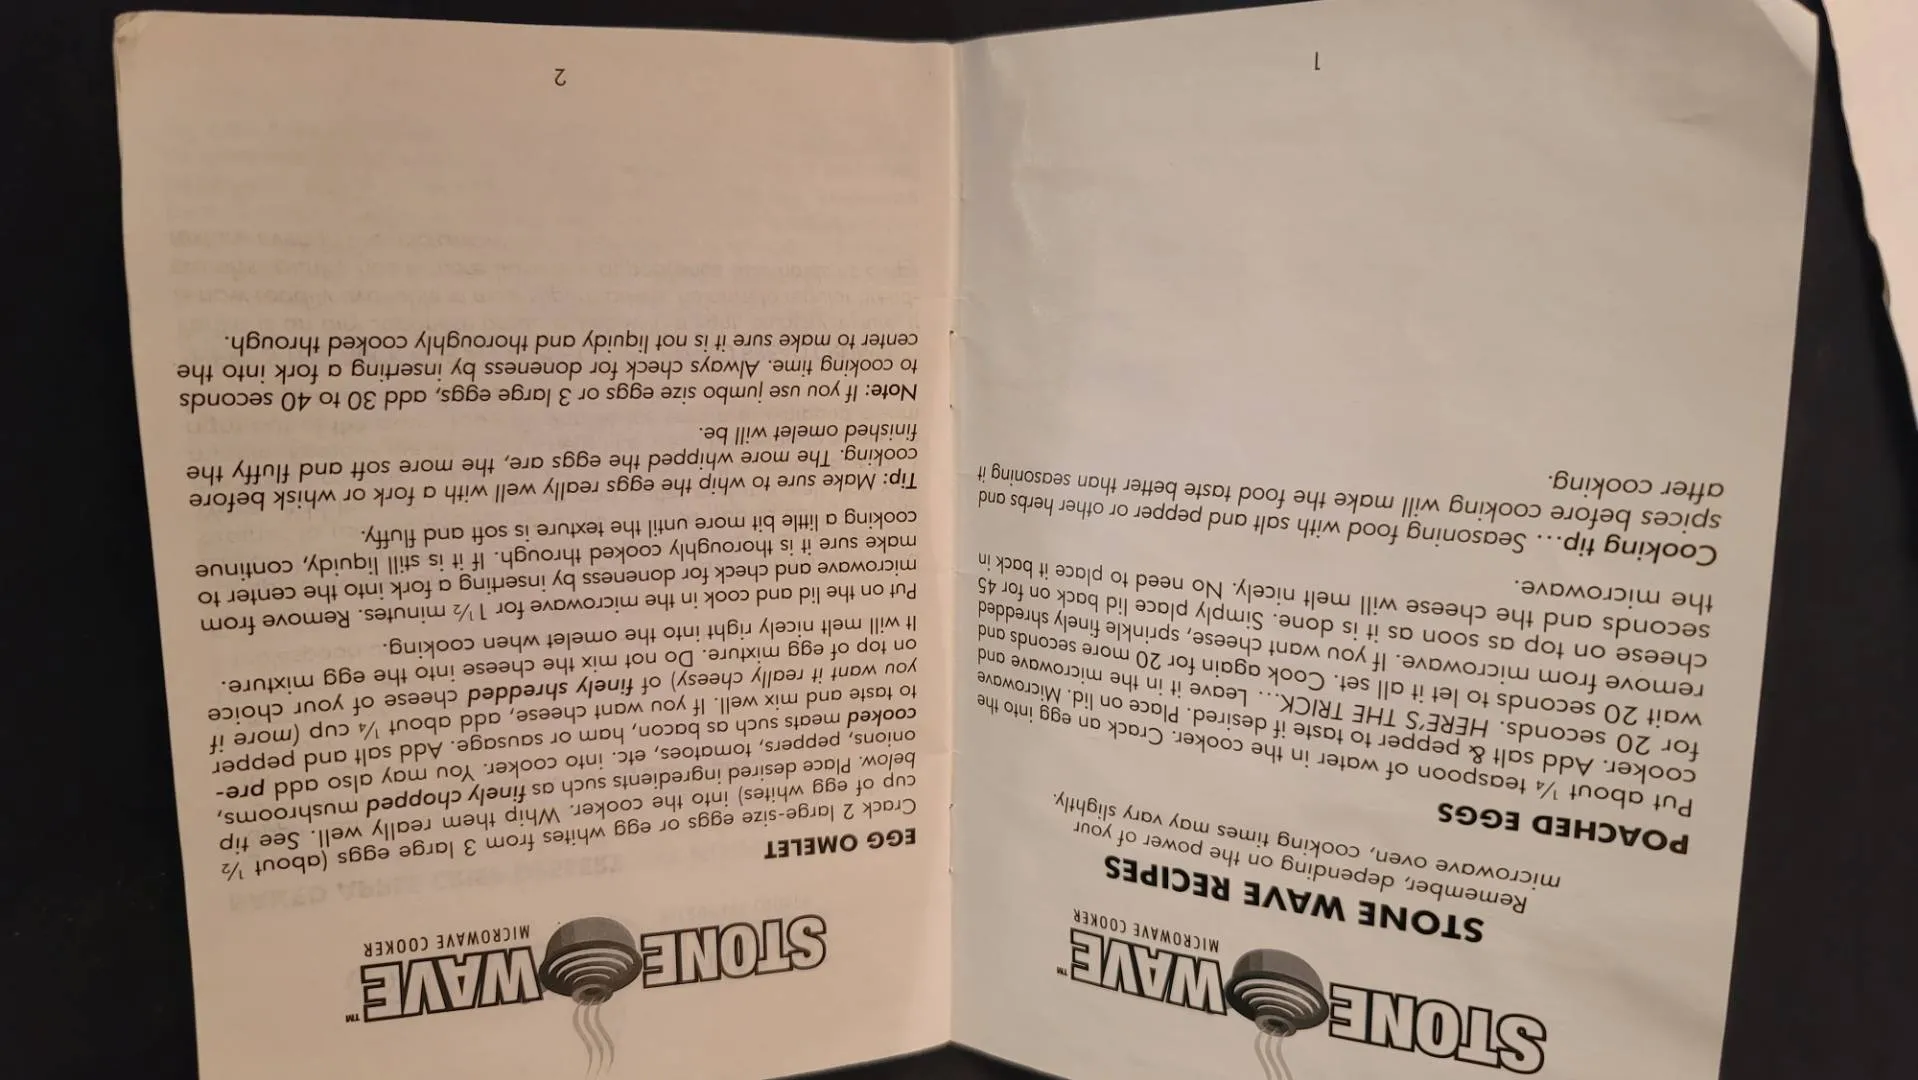 STONE WAVE™
MICROWAVE COOKER
STONE WAVE RECIPES
Remember, depending on the power of your
microwave oven, cooking times may vary slightly.
POACHED EGGS
Put about ¼ teaspoon of water in the cooker. Crack an egg into the
cooker. Add salt & pepper to taste if desired. Place on lid. Microwave
for 20 seconds. HERE'S THE TRICK... Leave it in the microwave and
wait 20 seconds to let it all set. Cook again for 20 more seconds and
remove from microwave. If you want cheese, sprinkle finely shredded
cheese on top as soon as it is done. Simply place lid back on for 45
seconds and the cheese will melt nicely. No need to place it back in
the microwave.
Cooking tip... Seasoning food with salt and pepper or other herbs and
spices before cooking will make the food taste better than seasoning it
after cooking.
1
STONE WAVE™
MICROWAVE COOKER
EGG OMELET
Crack 2 large-size eggs or egg whites from 3 large eggs (about ½
cup of egg whites) into the cooker. Whip them really well. See tip
below. Place desired ingredients such as finely chopped mushrooms,
onions, peppers, tomatoes, etc. into cooker. You may also add pre-
cooked meats such as bacon, ham or sausage. Add salt and pepper
to taste and mix well. If you want cheese, add about ¼ cup (more if
you want it really cheesy) of finely shredded cheese of your choice
on top of egg mixture. Do not mix the cheese into the egg mixture.
It will melt nicely right into the omelet when cooking.
Put on the lid and cook in the microwave for 1½ minutes. Remove from
microwave and check for doneness by inserting a fork into the center to
make sure it is thoroughly cooked through. If it is still liquidy, continue
cooking a little bit more until the texture is soft and fluffy.
Tip: Make sure to whip the eggs really well with a fork or whisk before
cooking. The more whipped the eggs are, the more soft and fluffy the
finished omelet will be.
Note: If you use jumbo size eggs or 3 large eggs, add 30 to 40 seconds
to cooking time. Always check for doneness by inserting a fork into the
center to make sure it is not liquidy and thoroughly cooked through.
2